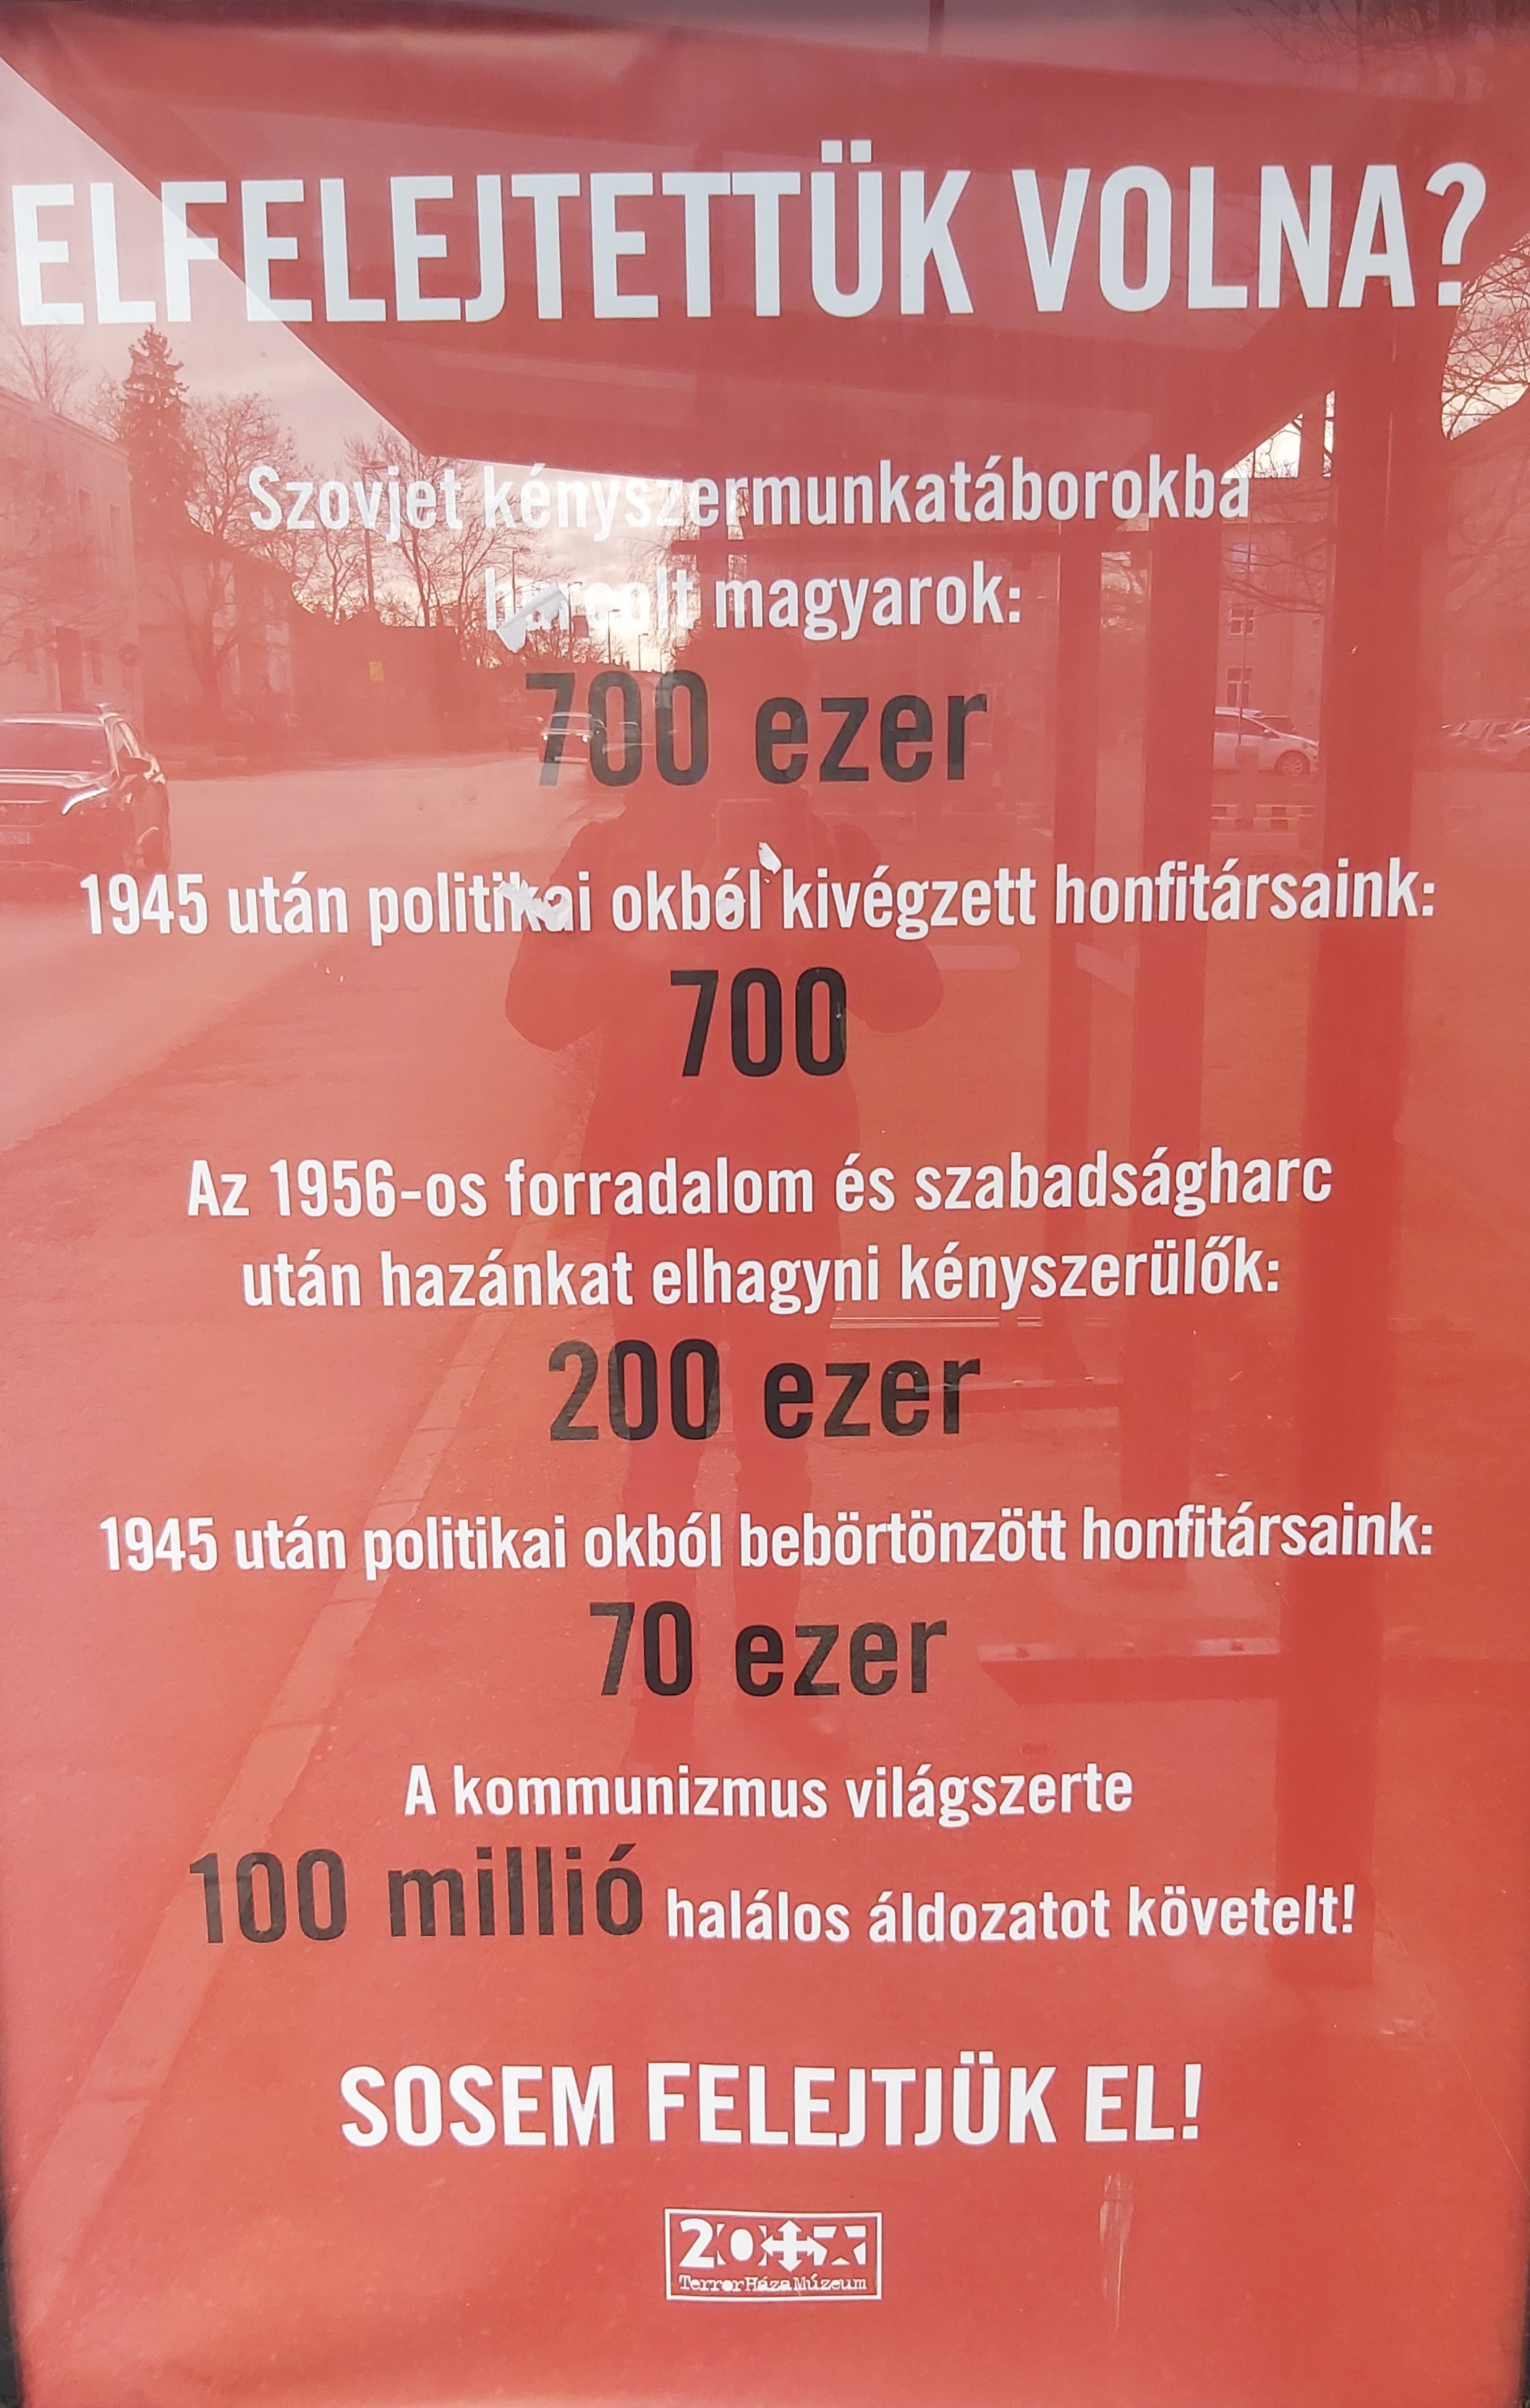 ELFELEJTETTÜK VOLNA?
Szovjet kényszermunkatáborokba
hurcolt magyarok:
700 ezer
1945 után politikai okból kivégzett honfitársaink:
700
Az 1956-os forradalom és szabadságharc
után hazánkat elhagyni kényszerülők:
200 ezer
1945 után politikai okból bebörtönzött honfitársaink:
70 ezer
A kommunizmus világszerte
100 millió halálos áldozatot követelt!
SOSEM FELEJTJÜK EL!
20
Terror Háza Múzeum